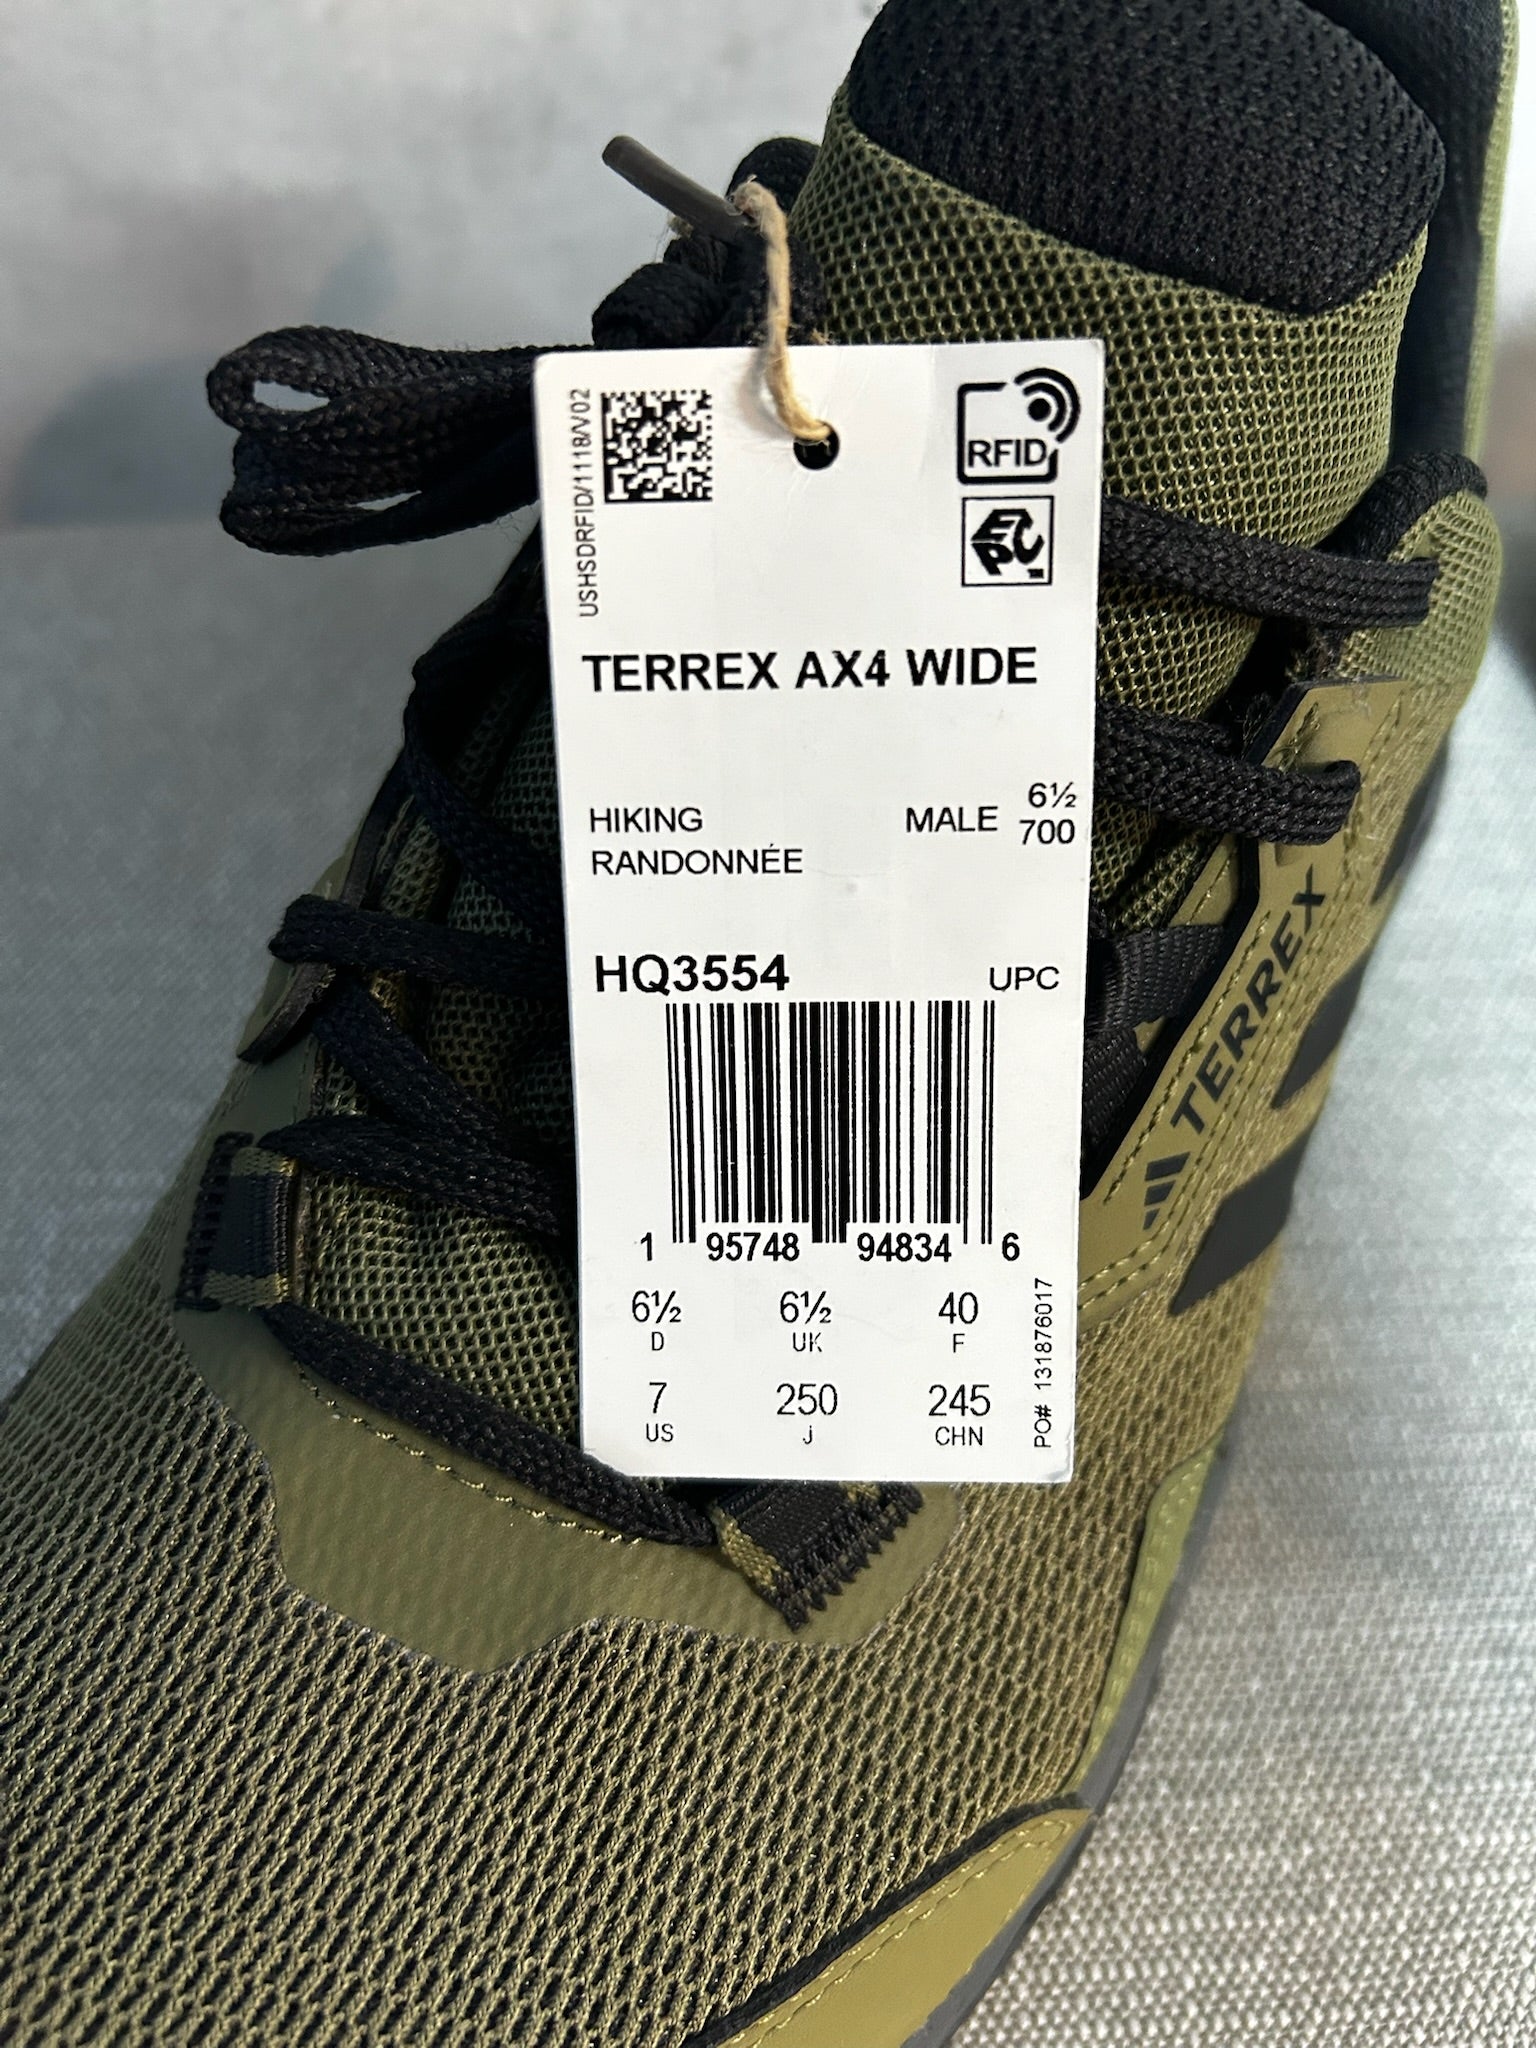 USHSDRFID/1118/V02
RFID
EPC
TERREX AX4 WIDE
HIKING
RANDONNÉE
MALE
6½
700
HQ3554
UPC
1 95748 94834 6
6½ 6½ 40
D UK F
7 250 245
US J CHN
PO# 131876017
TERREX